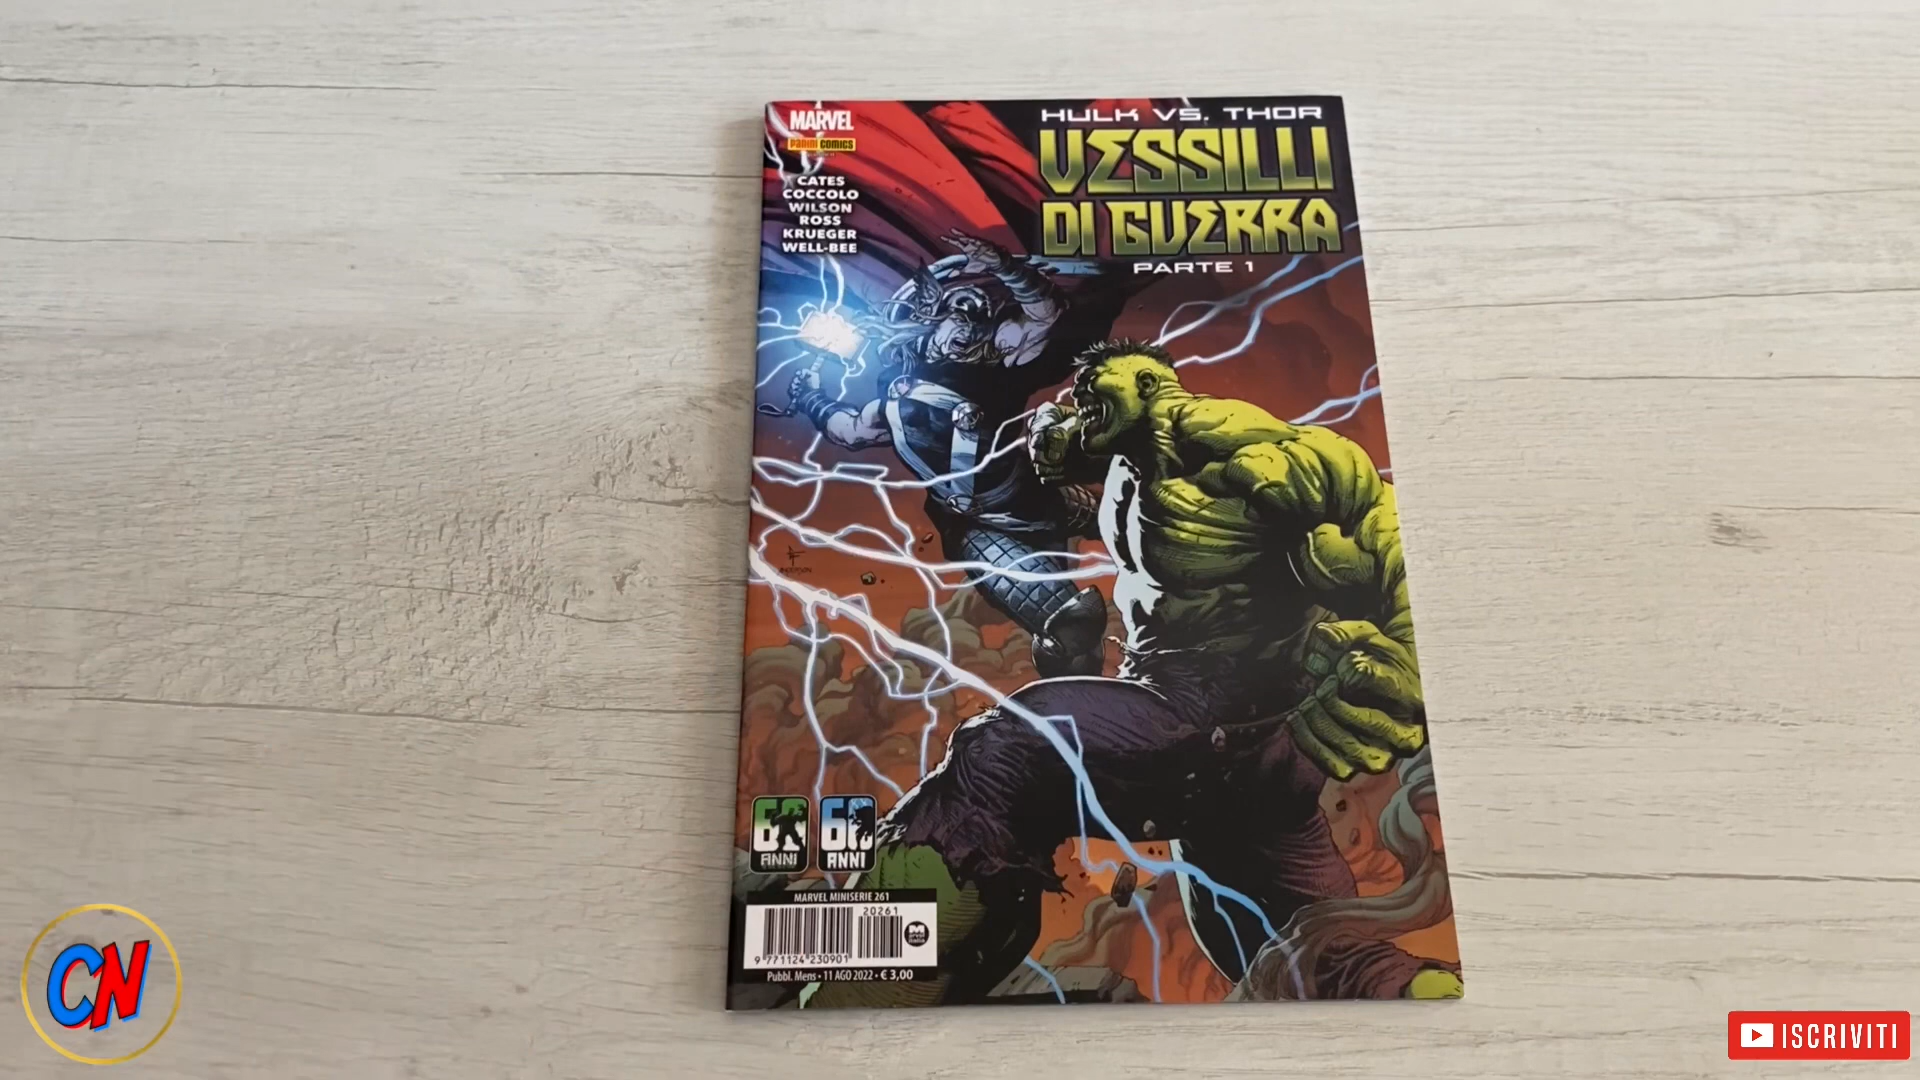 MARVEL
PANINI COMICS
CATES
COCCOLO
WILSON
ROSS
KRUEGER
WELL-BEE
HULK VS. THOR
VESSILLI
DI GUERRA
PARTE 1
ANDERSON
60
ANNI
60
ANNI
MARVEL MINISERIE 261
20261
9 771124 230901
Pubbl. Mens • 11 AGO 2022 • € 3,00
CN
ISCRIVITI